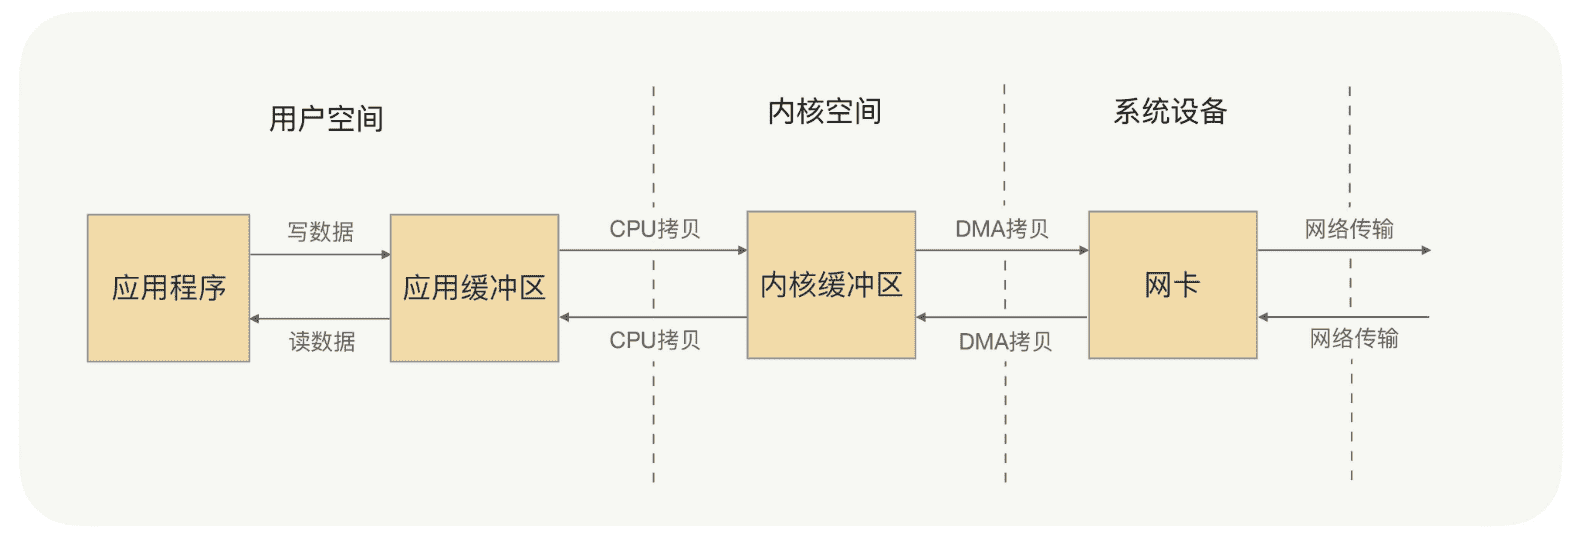 用户空间
内核空间
系统设备
写数据
CPU拷贝
DMA拷贝
网络传输
应用程序
应用缓冲区
内核缓冲区
网卡
读数据
CPU拷贝
DMA拷贝
网络传输